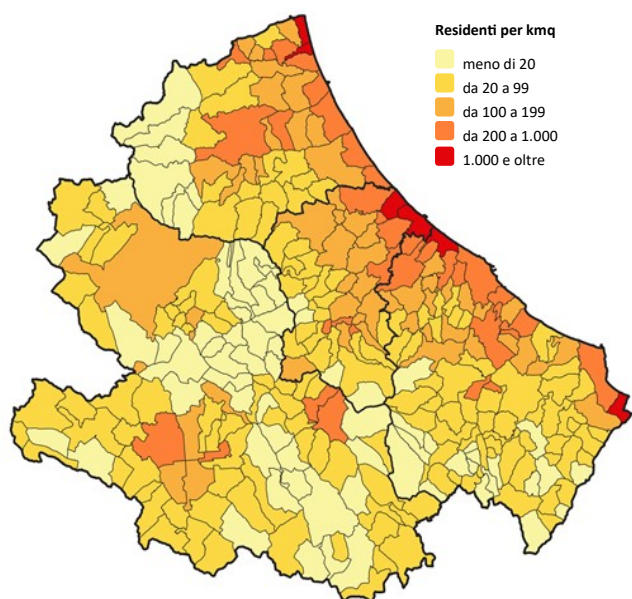 Residenti per kmq
meno di 20
da 20 a 99
da 100 a 199
da 200 a 1.000
1.000 e oltre